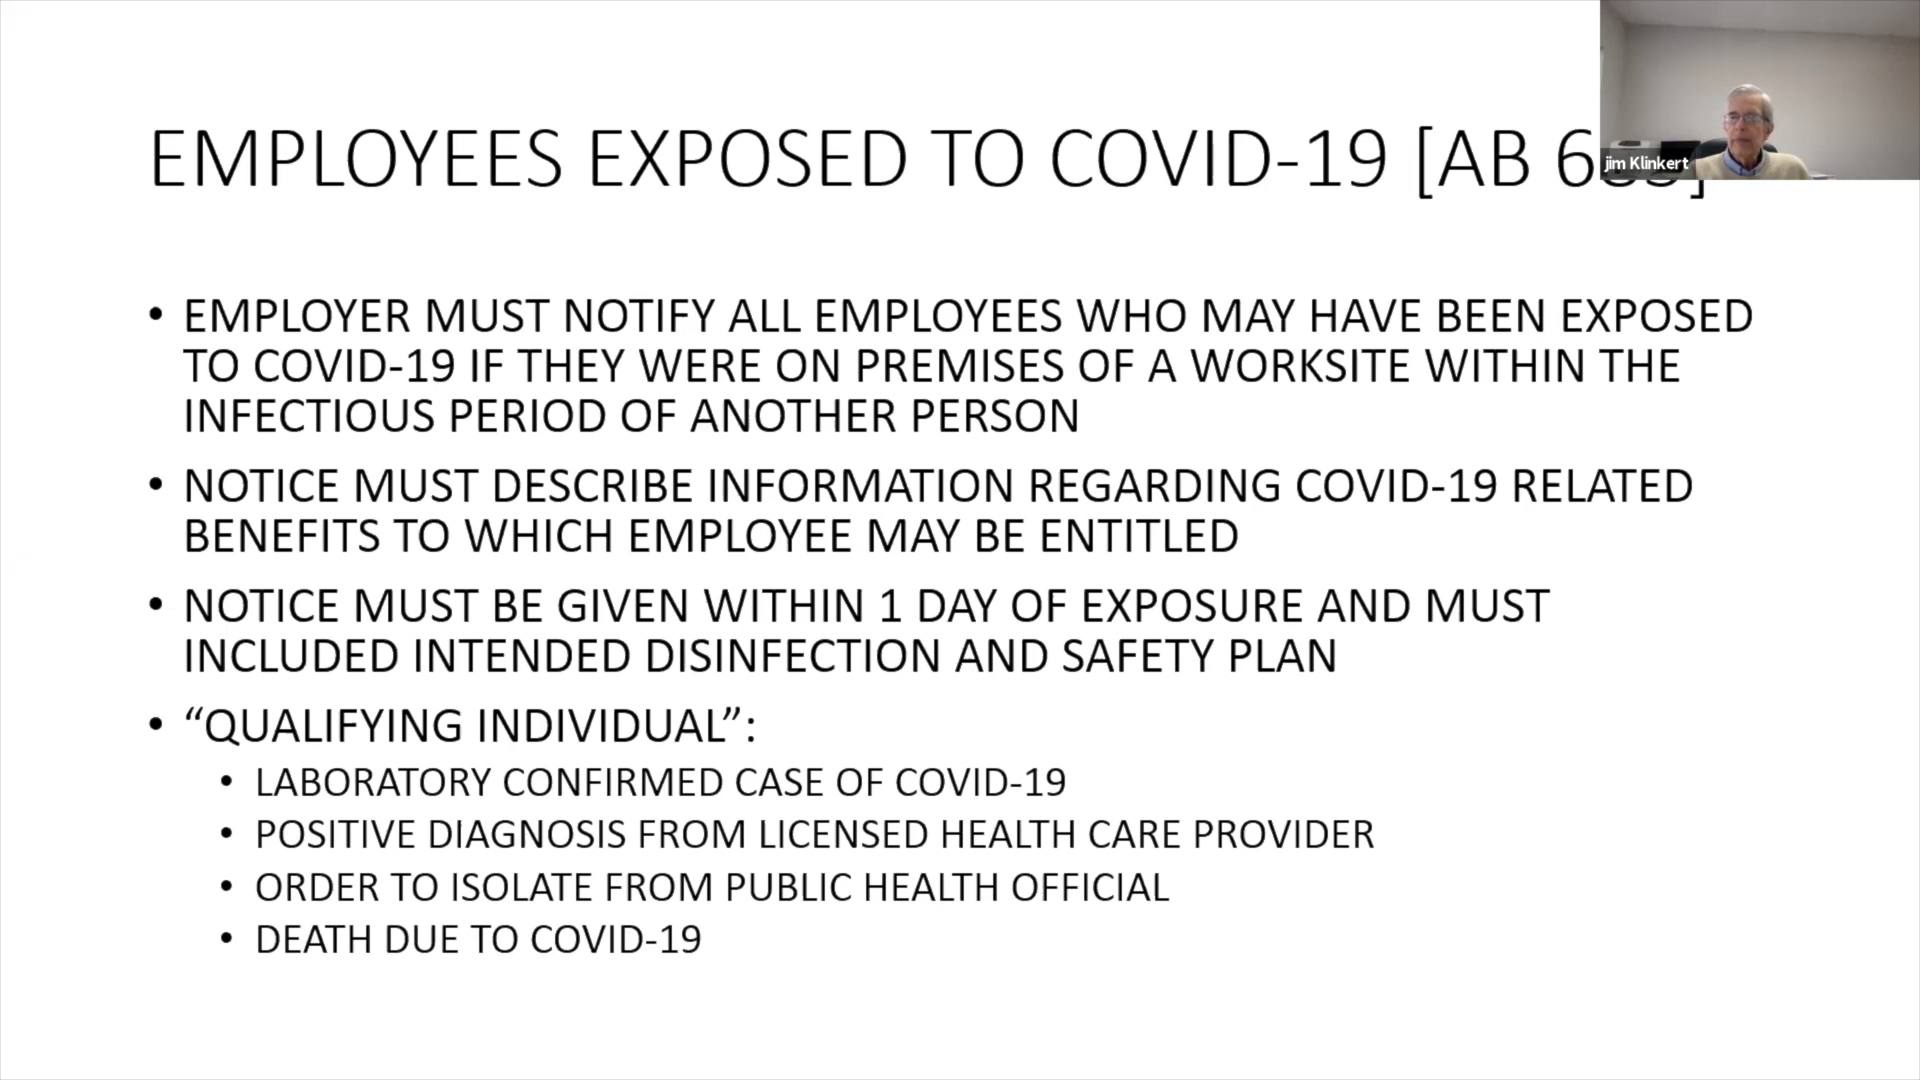 EMPLOYEES EXPOSED TO COVID-19 [AB 6
jim Klinkert
• EMPLOYER MUST NOTIFY ALL EMPLOYEES WHO MAY HAVE BEEN EXPOSED
TO COVID-19 IF THEY WERE ON PREMISES OF A WORKSITE WITHIN THE
INFECTIOUS PERIOD OF ANOTHER PERSON
• NOTICE MUST DESCRIBE INFORMATION REGARDING COVID-19 RELATED
BENEFITS TO WHICH EMPLOYEE MAY BE ENTITLED
• NOTICE MUST BE GIVEN WITHIN 1 DAY OF EXPOSURE AND MUST
INCLUDED INTENDED DISINFECTION AND SAFETY PLAN
• “QUALIFYING INDIVIDUAL”:
• LABORATORY CONFIRMED CASE OF COVID-19
• POSITIVE DIAGNOSIS FROM LICENSED HEALTH CARE PROVIDER
• ORDER TO ISOLATE FROM PUBLIC HEALTH OFFICIAL
• DEATH DUE TO COVID-19